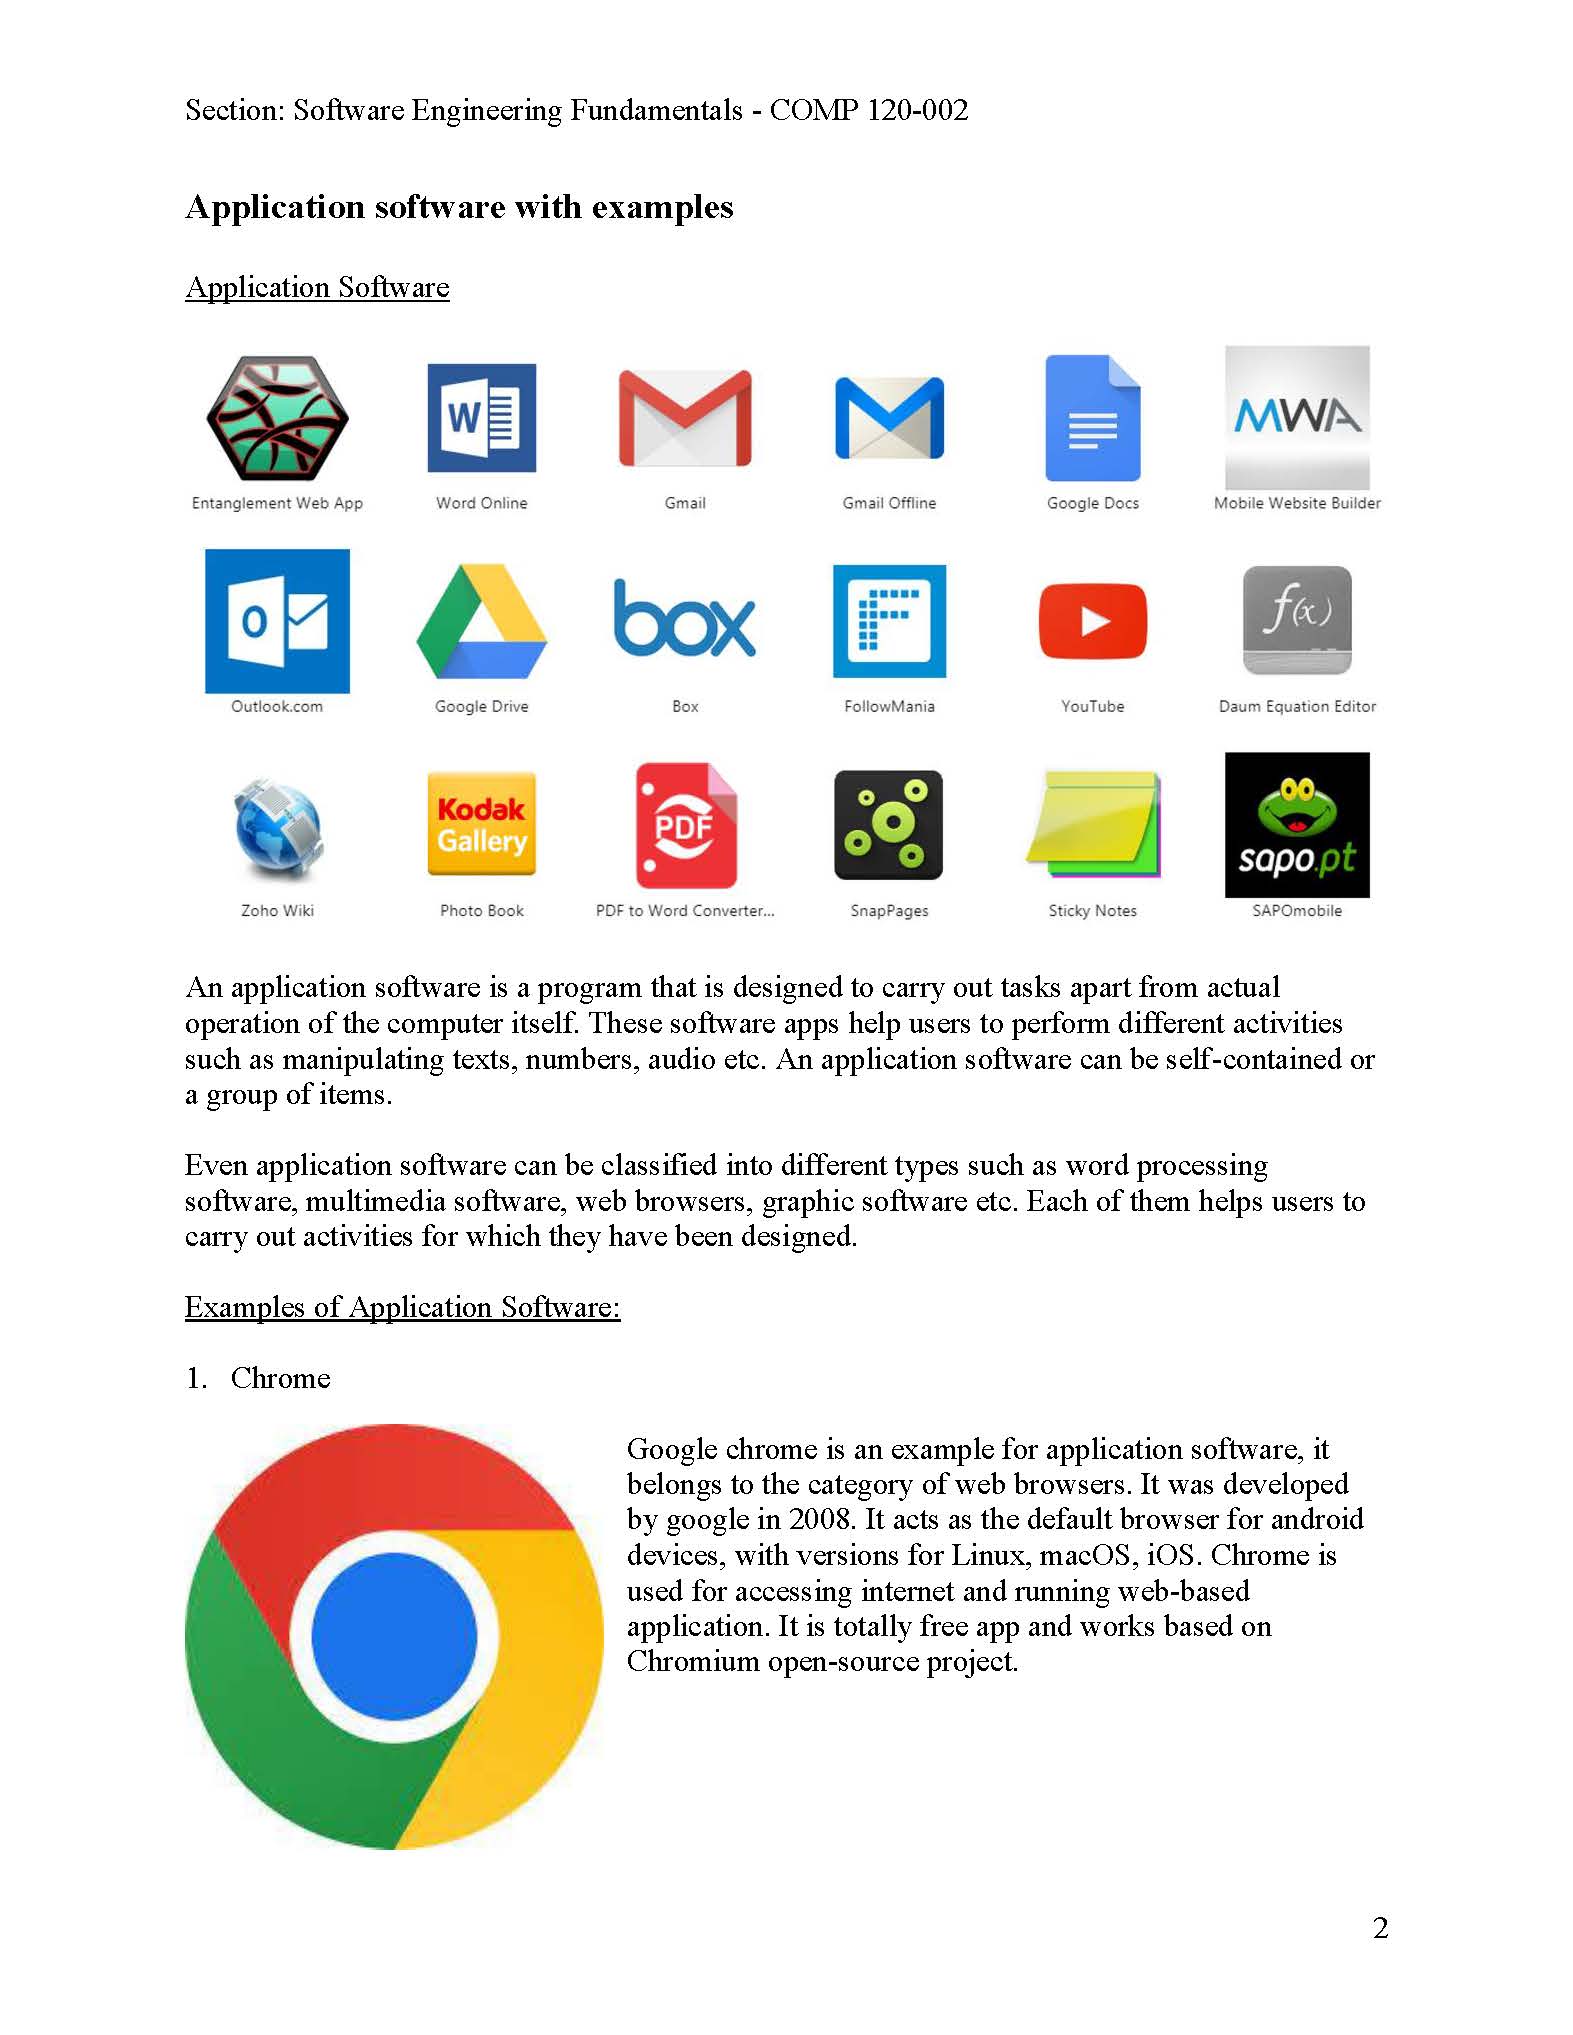 Section: Software Engineering Fundamentals - COMP 120-002
Application software with examples
Application Software
W
MWA
Entanglement Web App
Word Online
Gmail
Gmail Offline
Google Docs
Mobile Website Builder
O
box
f(x)
Outlook.com
Google Drive
Box
FollowMania
YouTube
Daum Equation Editor
Kodak
Gallery
PDF
sapo.pt
Zoho Wiki
Photo Book
PDF to Word Converter...
SnapPages
Sticky Notes
SAPOmobile
An application software is a program that is designed to carry out tasks apart from actual
operation of the computer itself. These software apps help users to perform different activities
such as manipulating texts, numbers, audio etc. An application software can be self-contained or
a group of items.
Even application software can be classified into different types such as word processing
software, multimedia software, web browsers, graphic software etc. Each of them helps users to
carry out activities for which they have been designed.
Examples of Application Software:
1. Chrome
Google chrome is an example for application software, it
belongs to the category of web browsers. It was developed
by google in 2008. It acts as the default browser for android
devices, with versions for Linux, macOS, iOS. Chrome is
used for accessing internet and running web-based
application. It is totally free app and works based on
Chromium open-source project.
2